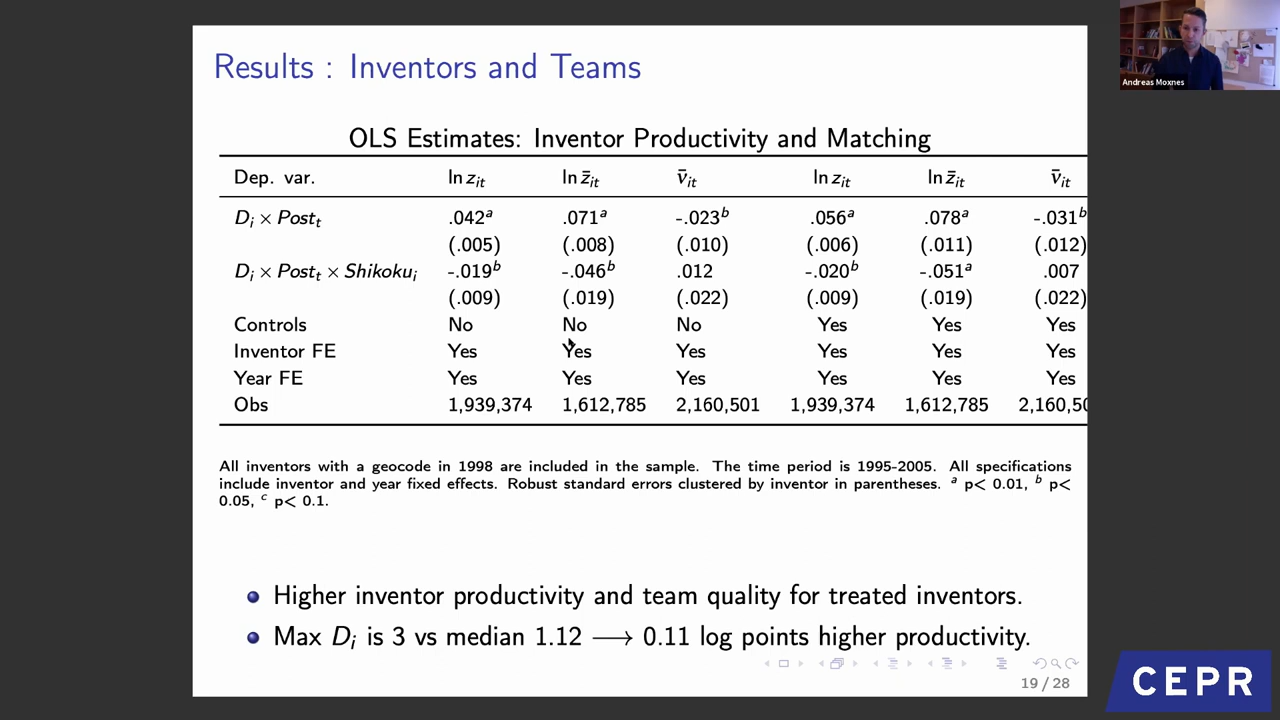 Results : Inventors and Teams
Andreas Moxnes
OLS Estimates: Inventor Productivity and Matching
Dep. var. ln z_it ln z̄_it v̄_it ln z_it ln z̄_it v̄_it
D_i × Post_t .042^a .071^a -.023^b .056^a .078^a -.031^b
(.005) (.008) (.010) (.006) (.011) (.012)
D_i × Post_t × Shikoku_i -.019^b -.046^b .012 -.020^b -.051^a .007
(.009) (.019) (.022) (.009) (.019) (.022)
Controls No No No Yes Yes Yes
Inventor FE Yes Yes Yes Yes Yes Yes
Year FE Yes Yes Yes Yes Yes Yes
Obs 1,939,374 1,612,785 2,160,501 1,939,374 1,612,785 2,160,50
All inventors with a geocode in 1998 are included in the sample. The time period is 1995-2005. All specifications
include inventor and year fixed effects. Robust standard errors clustered by inventor in parentheses. ^a p< 0.01, ^b p<
0.05, ^c p< 0.1.
Higher inventor productivity and team quality for treated inventors.
Max D_i is 3 vs median 1.12 → 0.11 log points higher productivity.
19 / 28
CEPR